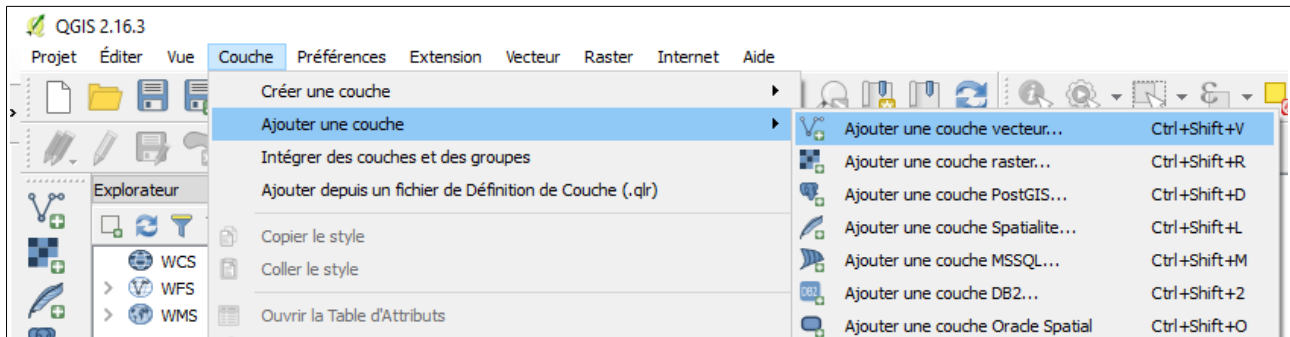 QGIS 2.16.3
Projet Éditer Vue Couche Préférences Extension Vecteur Raster Internet Aide
Créer une couche
Ajouter une couche
Intégrer des couches et des groupes
Ajouter depuis un fichier de Définition de Couche (.qlr)
Copier le style
Coller le style
Ouvrir la Table d'Attributs
Ajouter une couche vecteur... Ctrl+Shift+V
Ajouter une couche raster... Ctrl+Shift+R
Ajouter une couche PostGIS... Ctrl+Shift+D
Ajouter une couche Spatialite... Ctrl+Shift+L
Ajouter une couche MSSQL... Ctrl+Shift+M
DB2
Ajouter une couche DB2... Ctrl+Shift+2
Ajouter une couche Oracle Spatial Ctrl+Shift+O
Explorateur
WCS
WFS
WMS